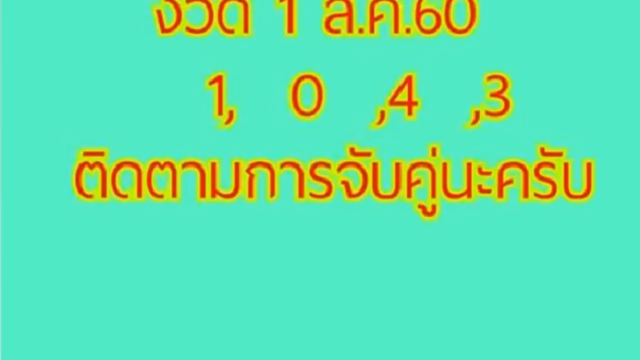 งวด 1 ส.ค.60
1, 0 ,4 ,3
ติดตามการจับคู่นะครับ